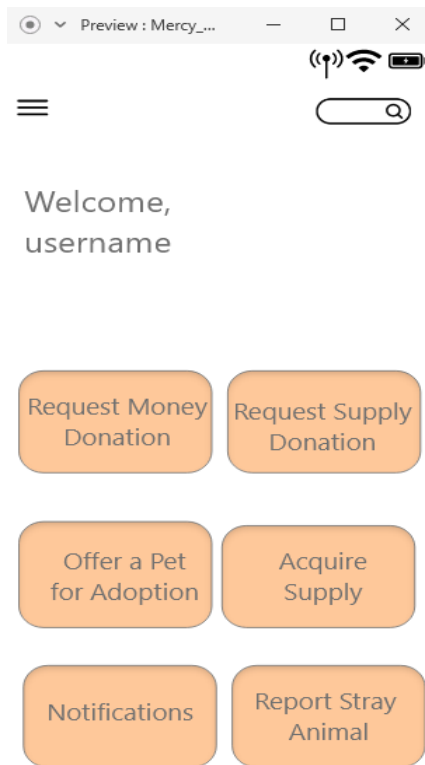 Preview : Mercy_...
Welcome,
username
Request Money
Donation
Request Supply
Donation
Offer a Pet
for Adoption
Acquire
Supply
Notifications
Report Stray
Animal